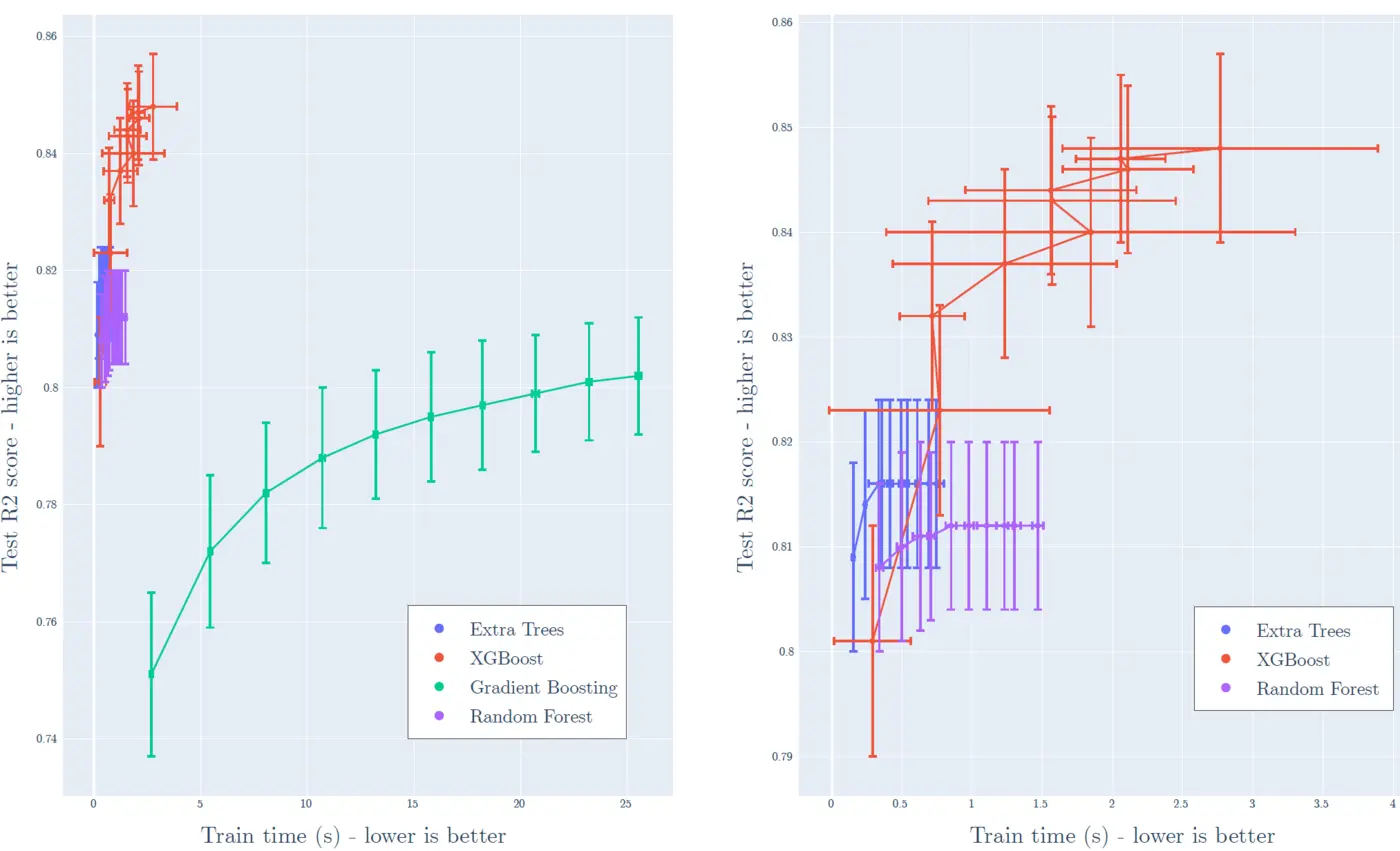 Test R2 score - higher is better
0.86
0.84
0.82
0.8
0.78
0.76
0.74
0
5
10
15
20
25
Train time (s) - lower is better
Extra Trees
XGBoost
Gradient Boosting
Random Forest
Test R2 score - higher is better
0.86
0.85
0.84
0.83
0.82
0.81
0.8
0.79
0
0.5
1
1.5
2
2.5
3
3.5
4
Train time (s) - lower is better
Extra Trees
XGBoost
Random Forest